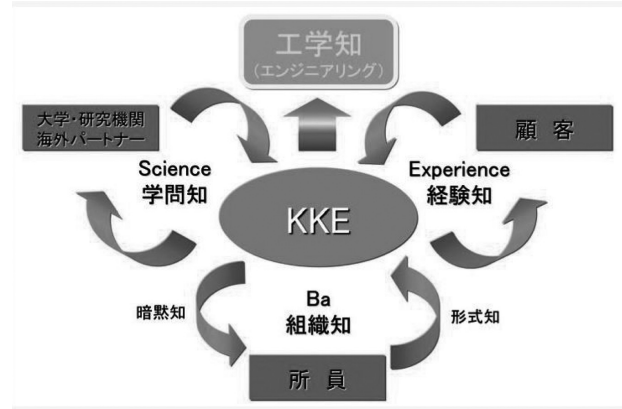 工学知
(エンジニアリング)
大学・研究機関
海外パートナー
顧 客
Science
学問知
Experience
経験知
KKE
暗黙知
Ba
組織知
形式知
所 員